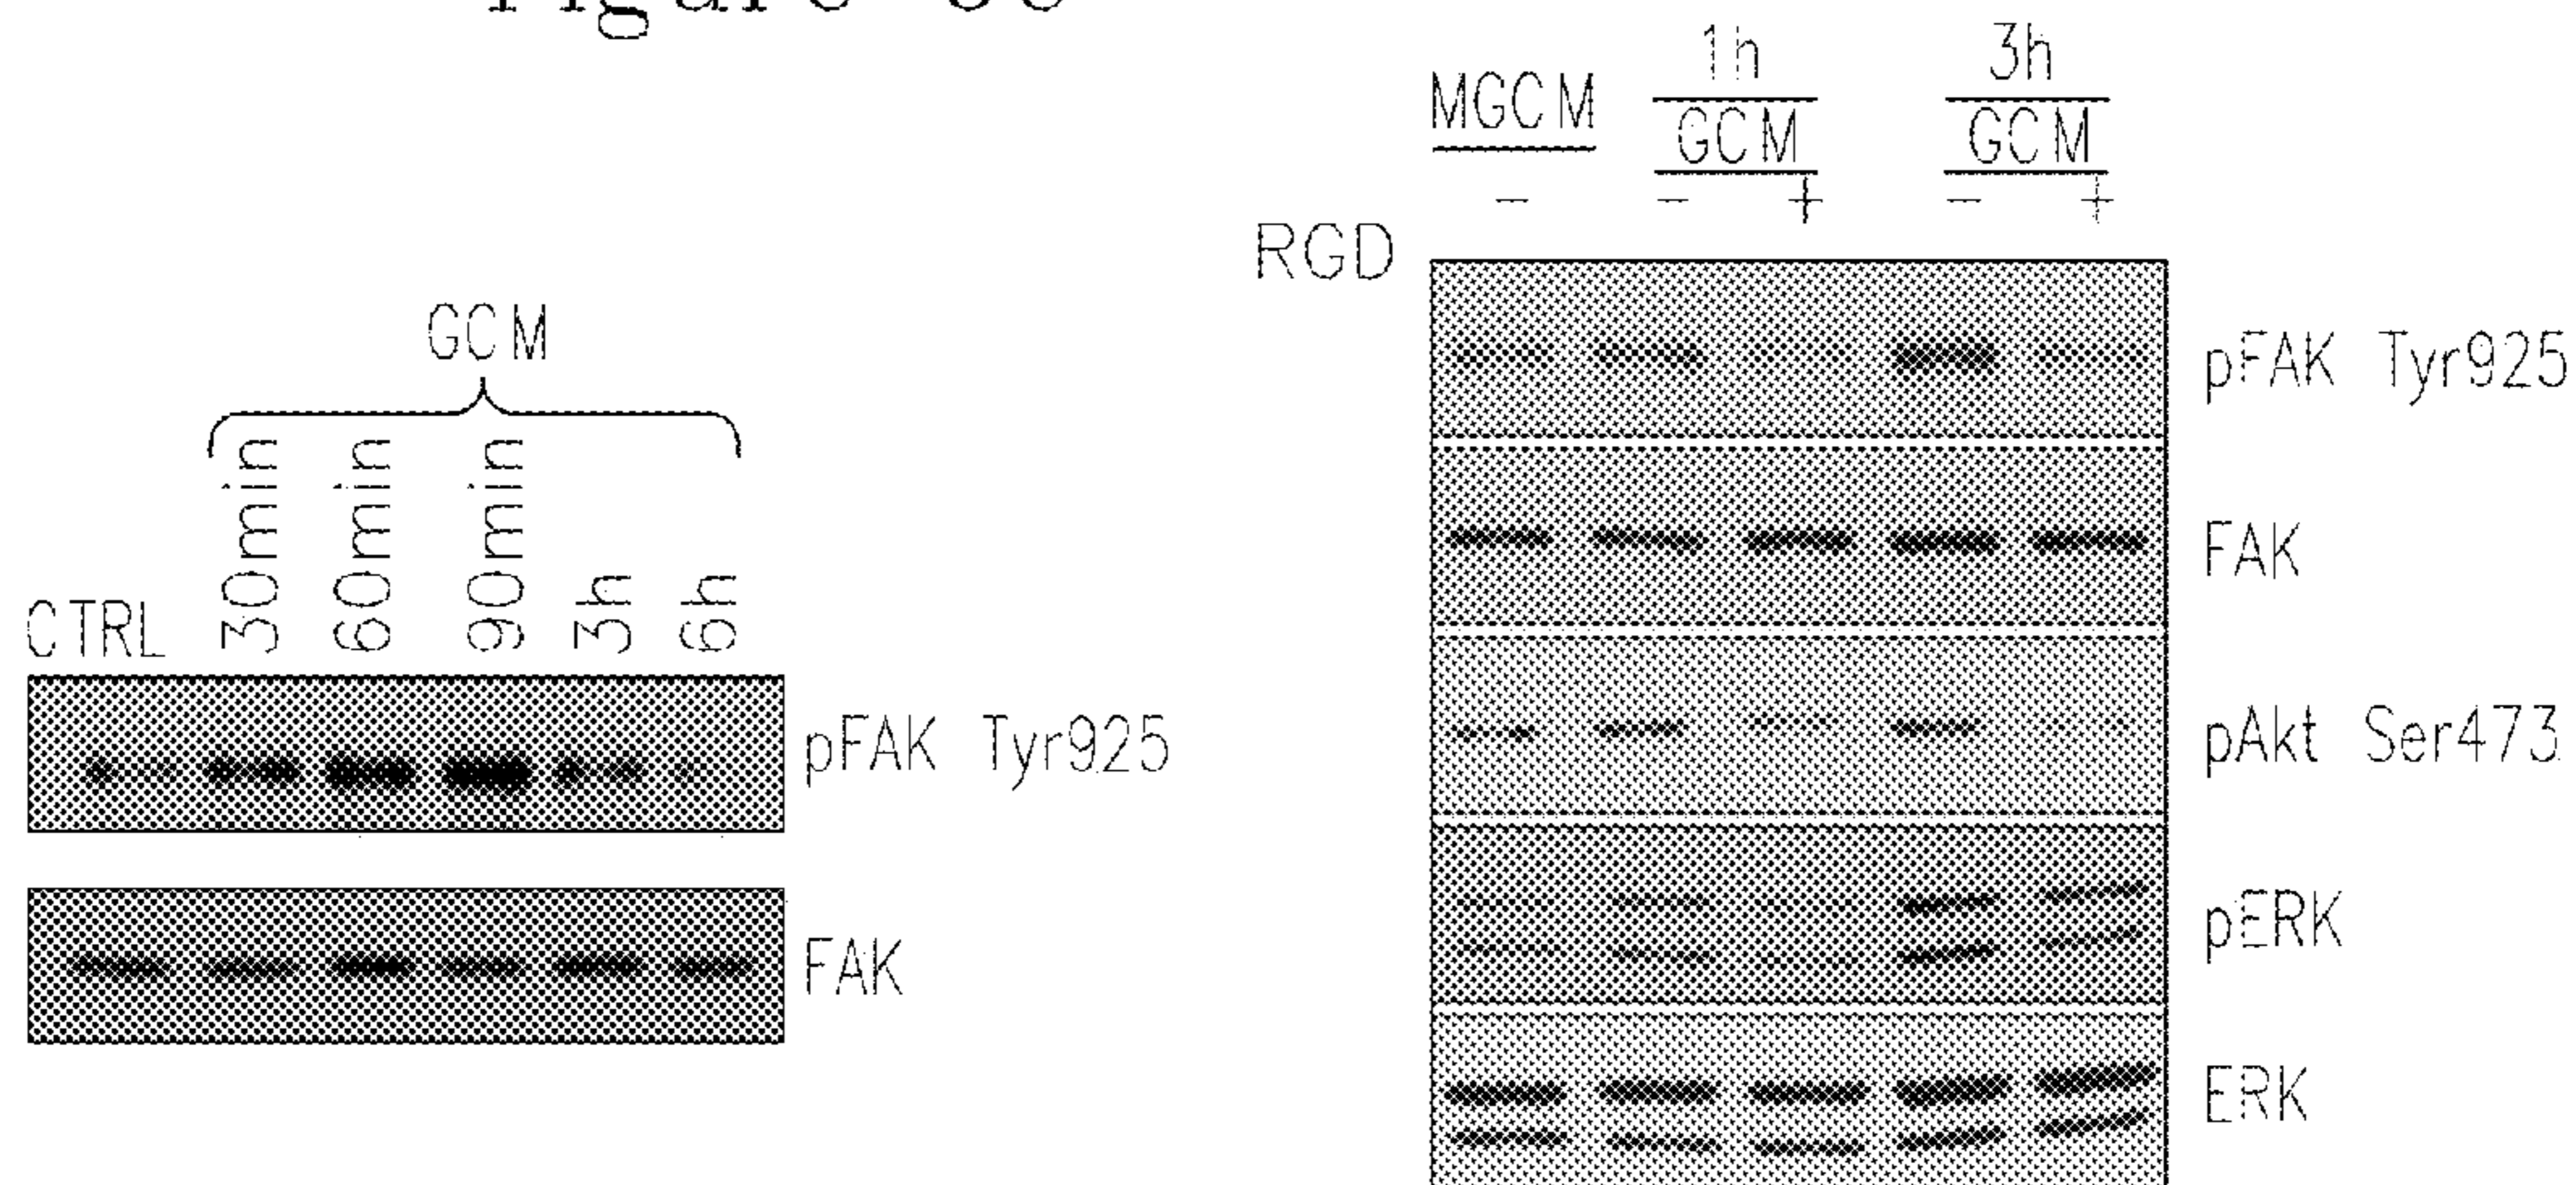 GCM
CTRL 30min 60min 90min 3h 6h
pFAK Tyr925
FAK
MGCM 1h 3h
GCM GCM
RGD - - + - +
pFAK Tyr925
FAK
pAkt Ser473
pERK
ERK